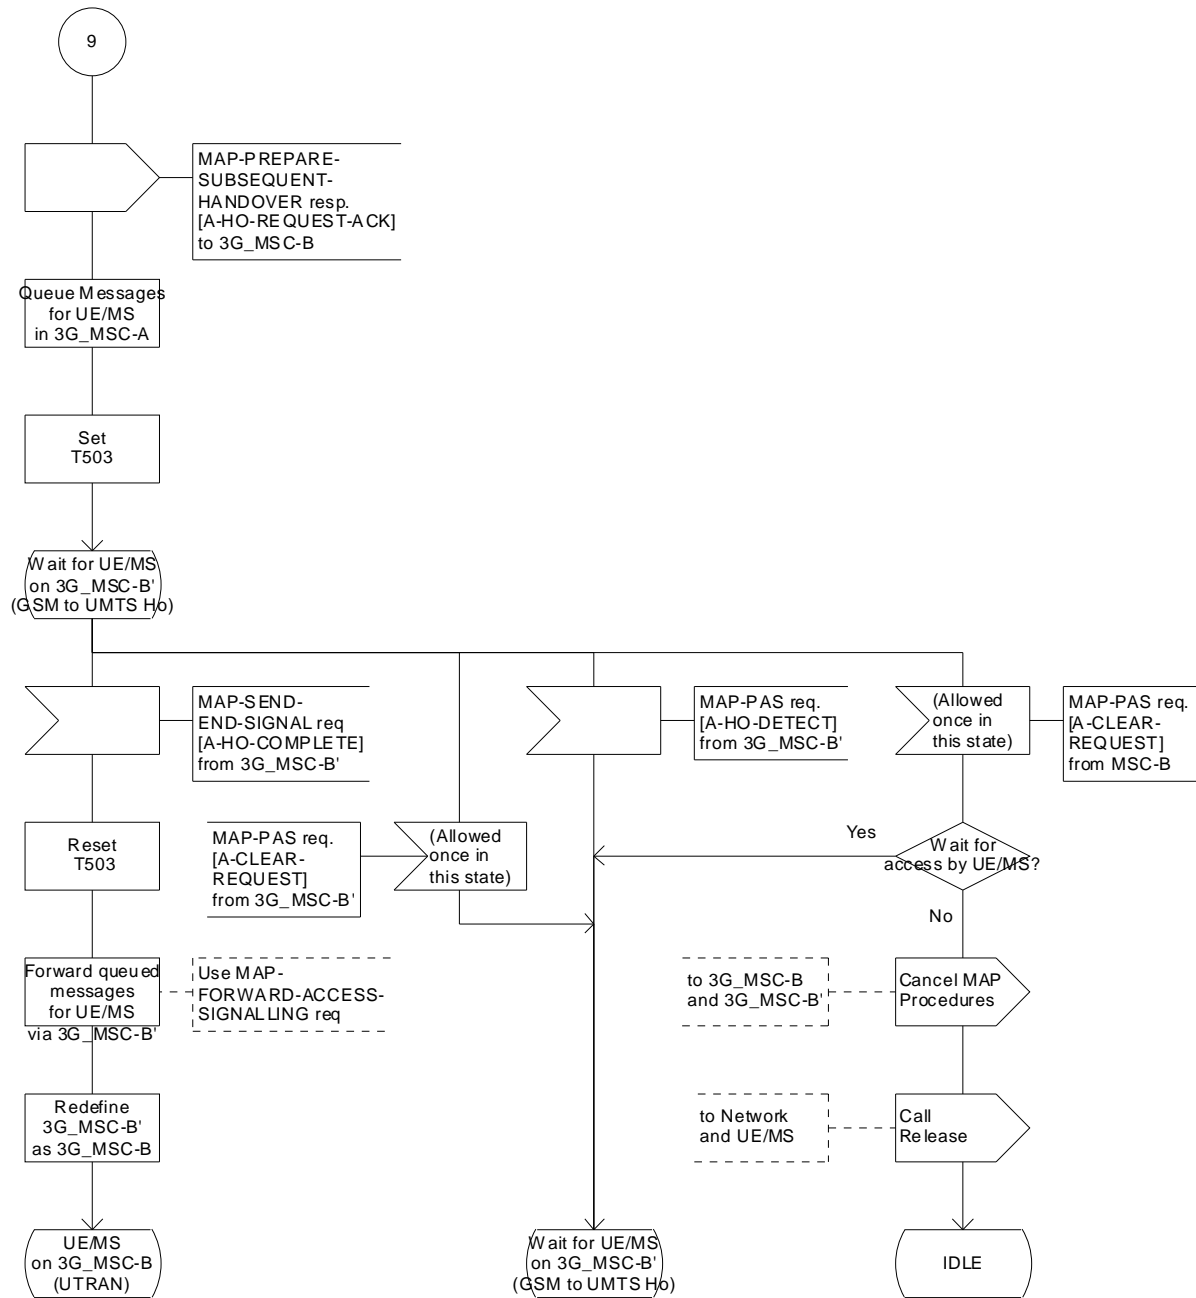 9
MAP-PREPARE-
SUBSEQUENT-
HANDOVER resp.
[A-HO-REQUEST-ACK]
to 3G_MSC-B
Queue Messages
for UE/MS
in 3G_MSC-A
Set
T503
Wait for UE/MS
on 3G_MSC-B'
(GSM to UMTS Ho)
MAP-SEND-
END-SIGNAL req
[A-HO-COMPLETE]
from 3G_MSC-B'
MAP-PAS req.
[A-HO-DETECT]
from 3G_MSC-B'
(Allowed
once in
this state)
MAP-PAS req.
[A-CLEAR-
REQUEST]
from MSC-B
Reset
T503
MAP-PAS req.
[A-CLEAR-
REQUEST]
from 3G_MSC-B'
(Allowed
once in
this state)
Yes
Wait for
access by UE/MS?
No
Forward queued
messages
for UE/MS
via 3G_MSC-B'
Use MAP-
FORWARD-ACCESS-
SIGNALLING req
to 3G_MSC-B
and 3G_MSC-B'
Cancel MAP
Procedures
Redefine
3G_MSC-B'
as 3G_MSC-B
to Network
and UE/MS
Call
Release
UE/MS
on 3G_MSC-B
(UTRAN)
Wait for UE/MS
on 3G_MSC-B'
(GSM to UMTS Ho)
IDLE